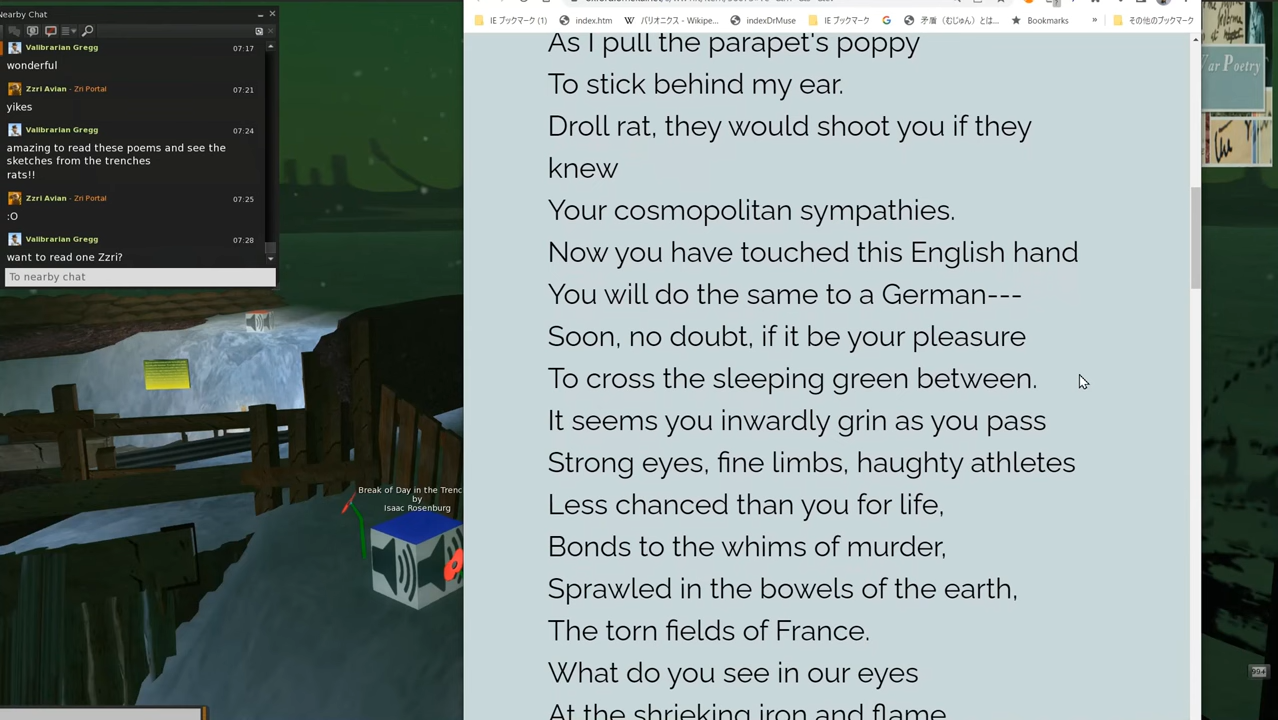 Nearby Chat
Valibrarian Gregg 07:17
wonderful
Zzri Avian - Zri Portal 07:21
yikes
Valibrarian Gregg 07:24
amazing to read these poems and see the
sketches from the trenches
rats!!
Zzri Avian - Zri Portal 07:25
:O
Valibrarian Gregg 07:28
want to read one Zzri?
To nearby chat
Break of Day in the Trenc
by
Isaac Rosenburg
IE ブックマーク (1) index.htm バリオニクス - Wikipe... indexDrMuse IE ブックマーク 矛盾（むじゅん）とは... Bookmarks » その他のブックマーク
As I pull the parapet's poppy
To stick behind my ear.
Droll rat, they would shoot you if they
knew
Your cosmopolitan sympathies.
Now you have touched this English hand
You will do the same to a German---
Soon, no doubt, if it be your pleasure
To cross the sleeping green between.
It seems you inwardly grin as you pass
Strong eyes, fine limbs, haughty athletes
Less chanced than you for life,
Bonds to the whims of murder,
Sprawled in the bowels of the earth,
The torn fields of France.
What do you see in our eyes
At the shrieking iron and flame
War Poetry
994